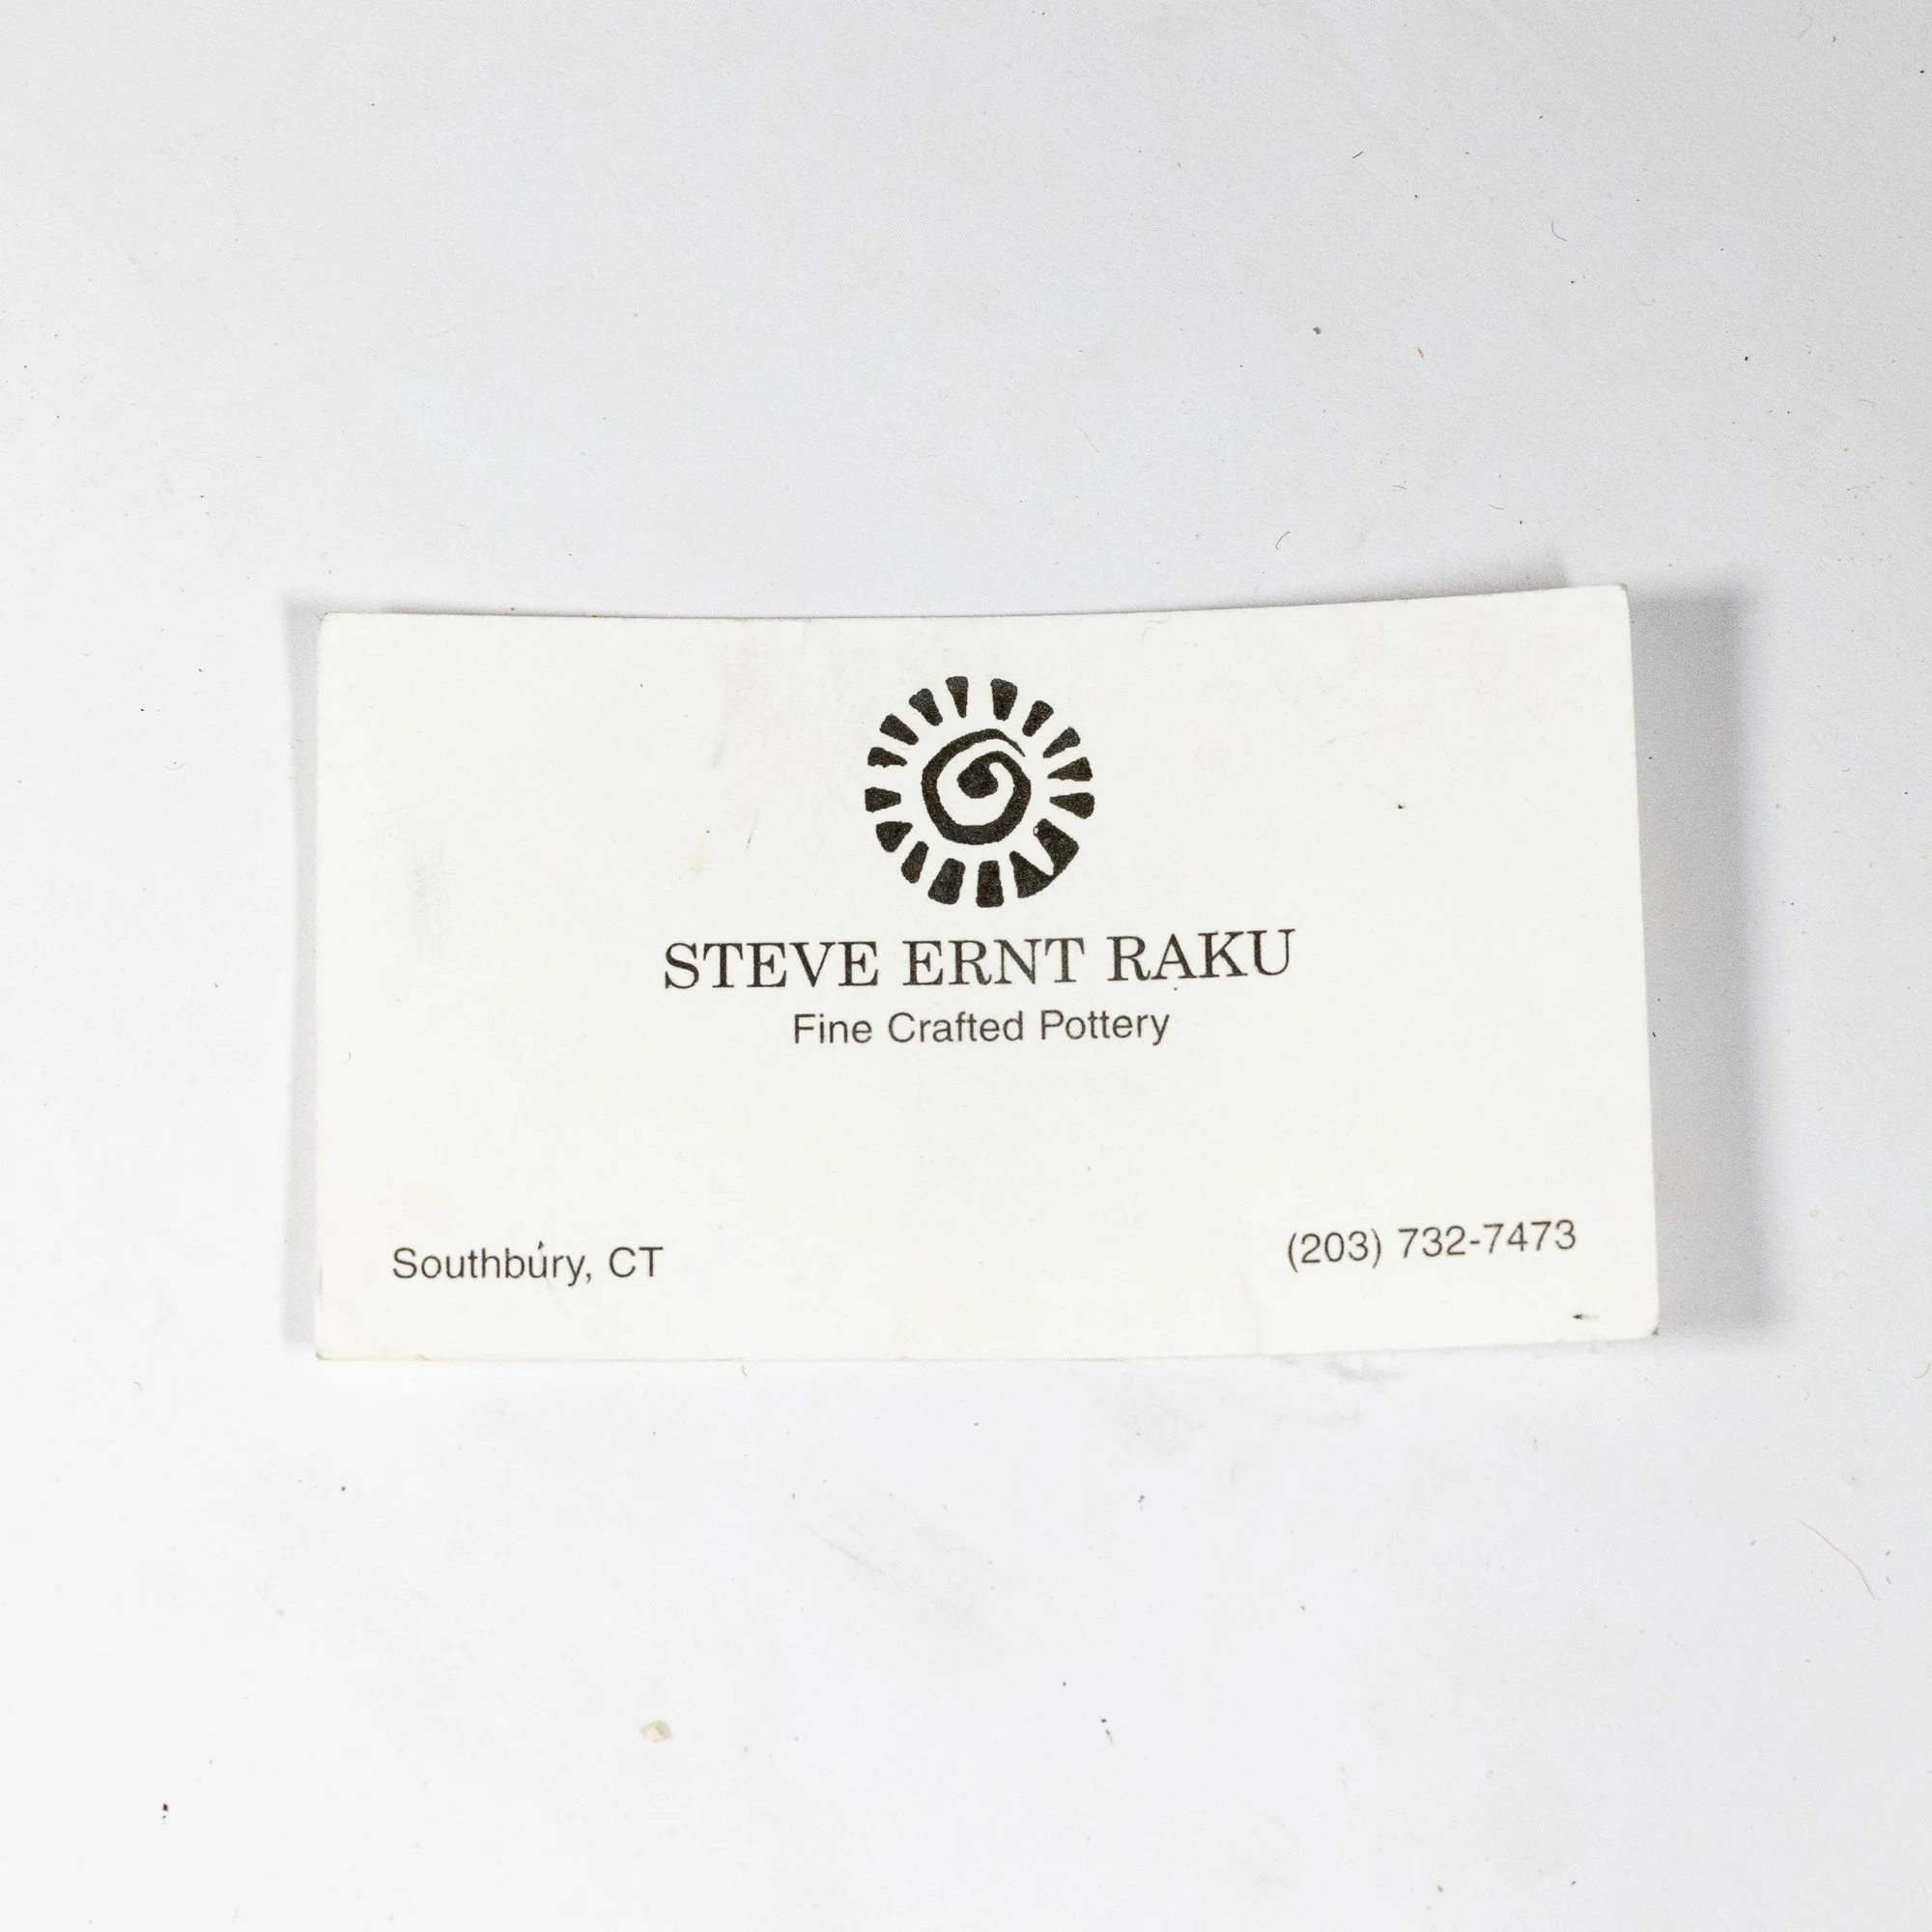 STEVE ERNT RAKU
Fine Crafted Pottery
Southbury, CT
(203) 732-7473